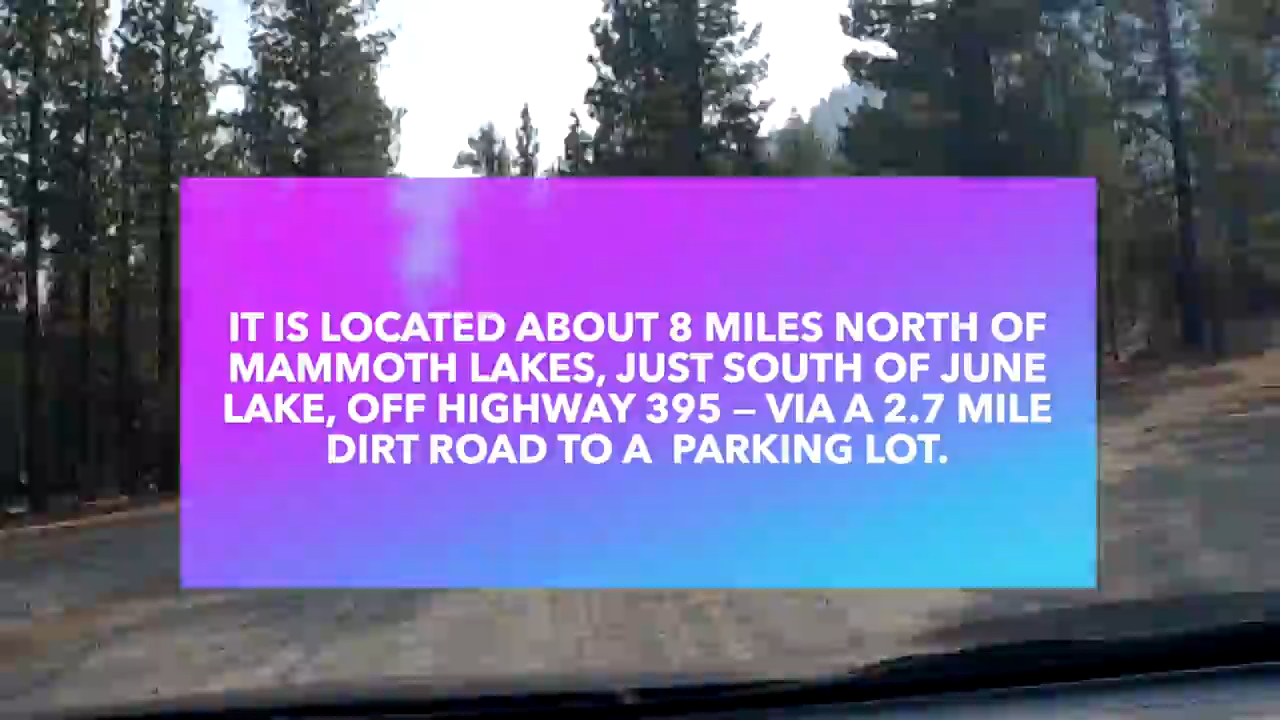 IT IS LOCATED ABOUT 8 MILES NORTH OF
MAMMOTH LAKES, JUST SOUTH OF JUNE
LAKE, OFF HIGHWAY 395 – VIA A 2.7 MILE
DIRT ROAD TO A  PARKING LOT.